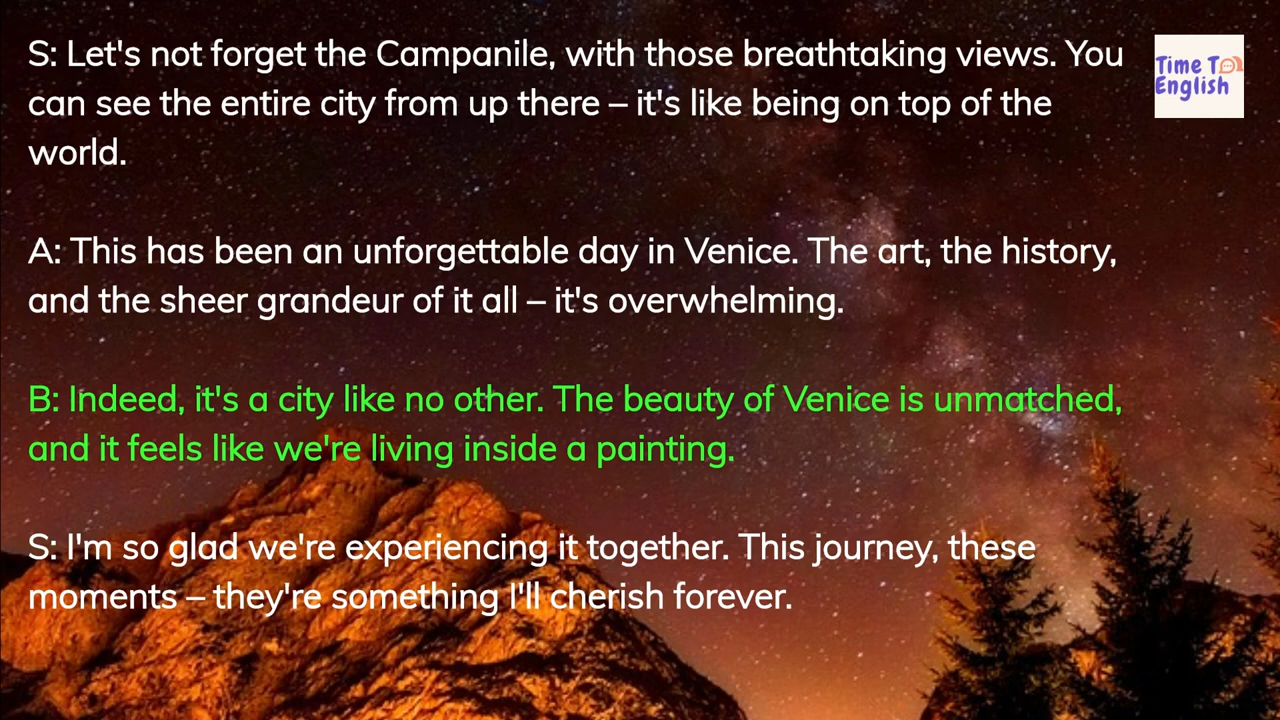 S: Let's not forget the Campanile, with those breathtaking views. You
can see the entire city from up there – it's like being on top of the
world.
A: This has been an unforgettable day in Venice. The art, the history,
and the sheer grandeur of it all – it's overwhelming.
B: Indeed, it's a city like no other. The beauty of Venice is unmatched,
and it feels like we're living inside a painting.
S: I'm so glad we're experiencing it together. This journey, these
moments – they're something I'll cherish forever.
Time To
English